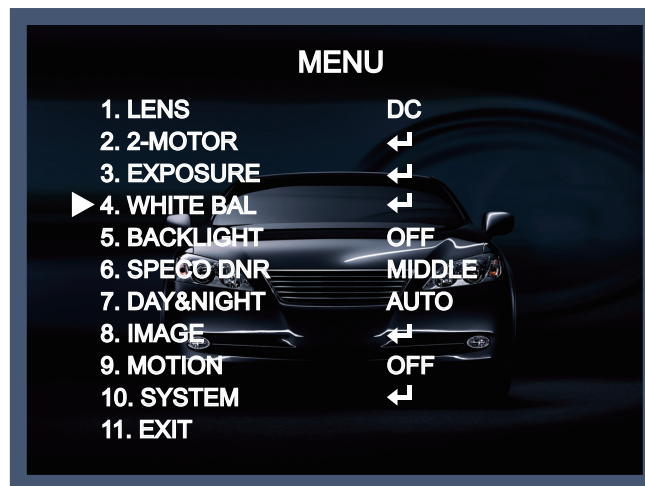 MENU
1. LENS DC
2. 2-MOTOR ↵
3. EXPOSURE ↵
4. WHITE BAL ↵
5. BACKLIGHT OFF
6. SPECO DNR MIDDLE
7. DAY&NIGHT AUTO
8. IMAGE ↵
9. MOTION OFF
10. SYSTEM ↵
11. EXIT